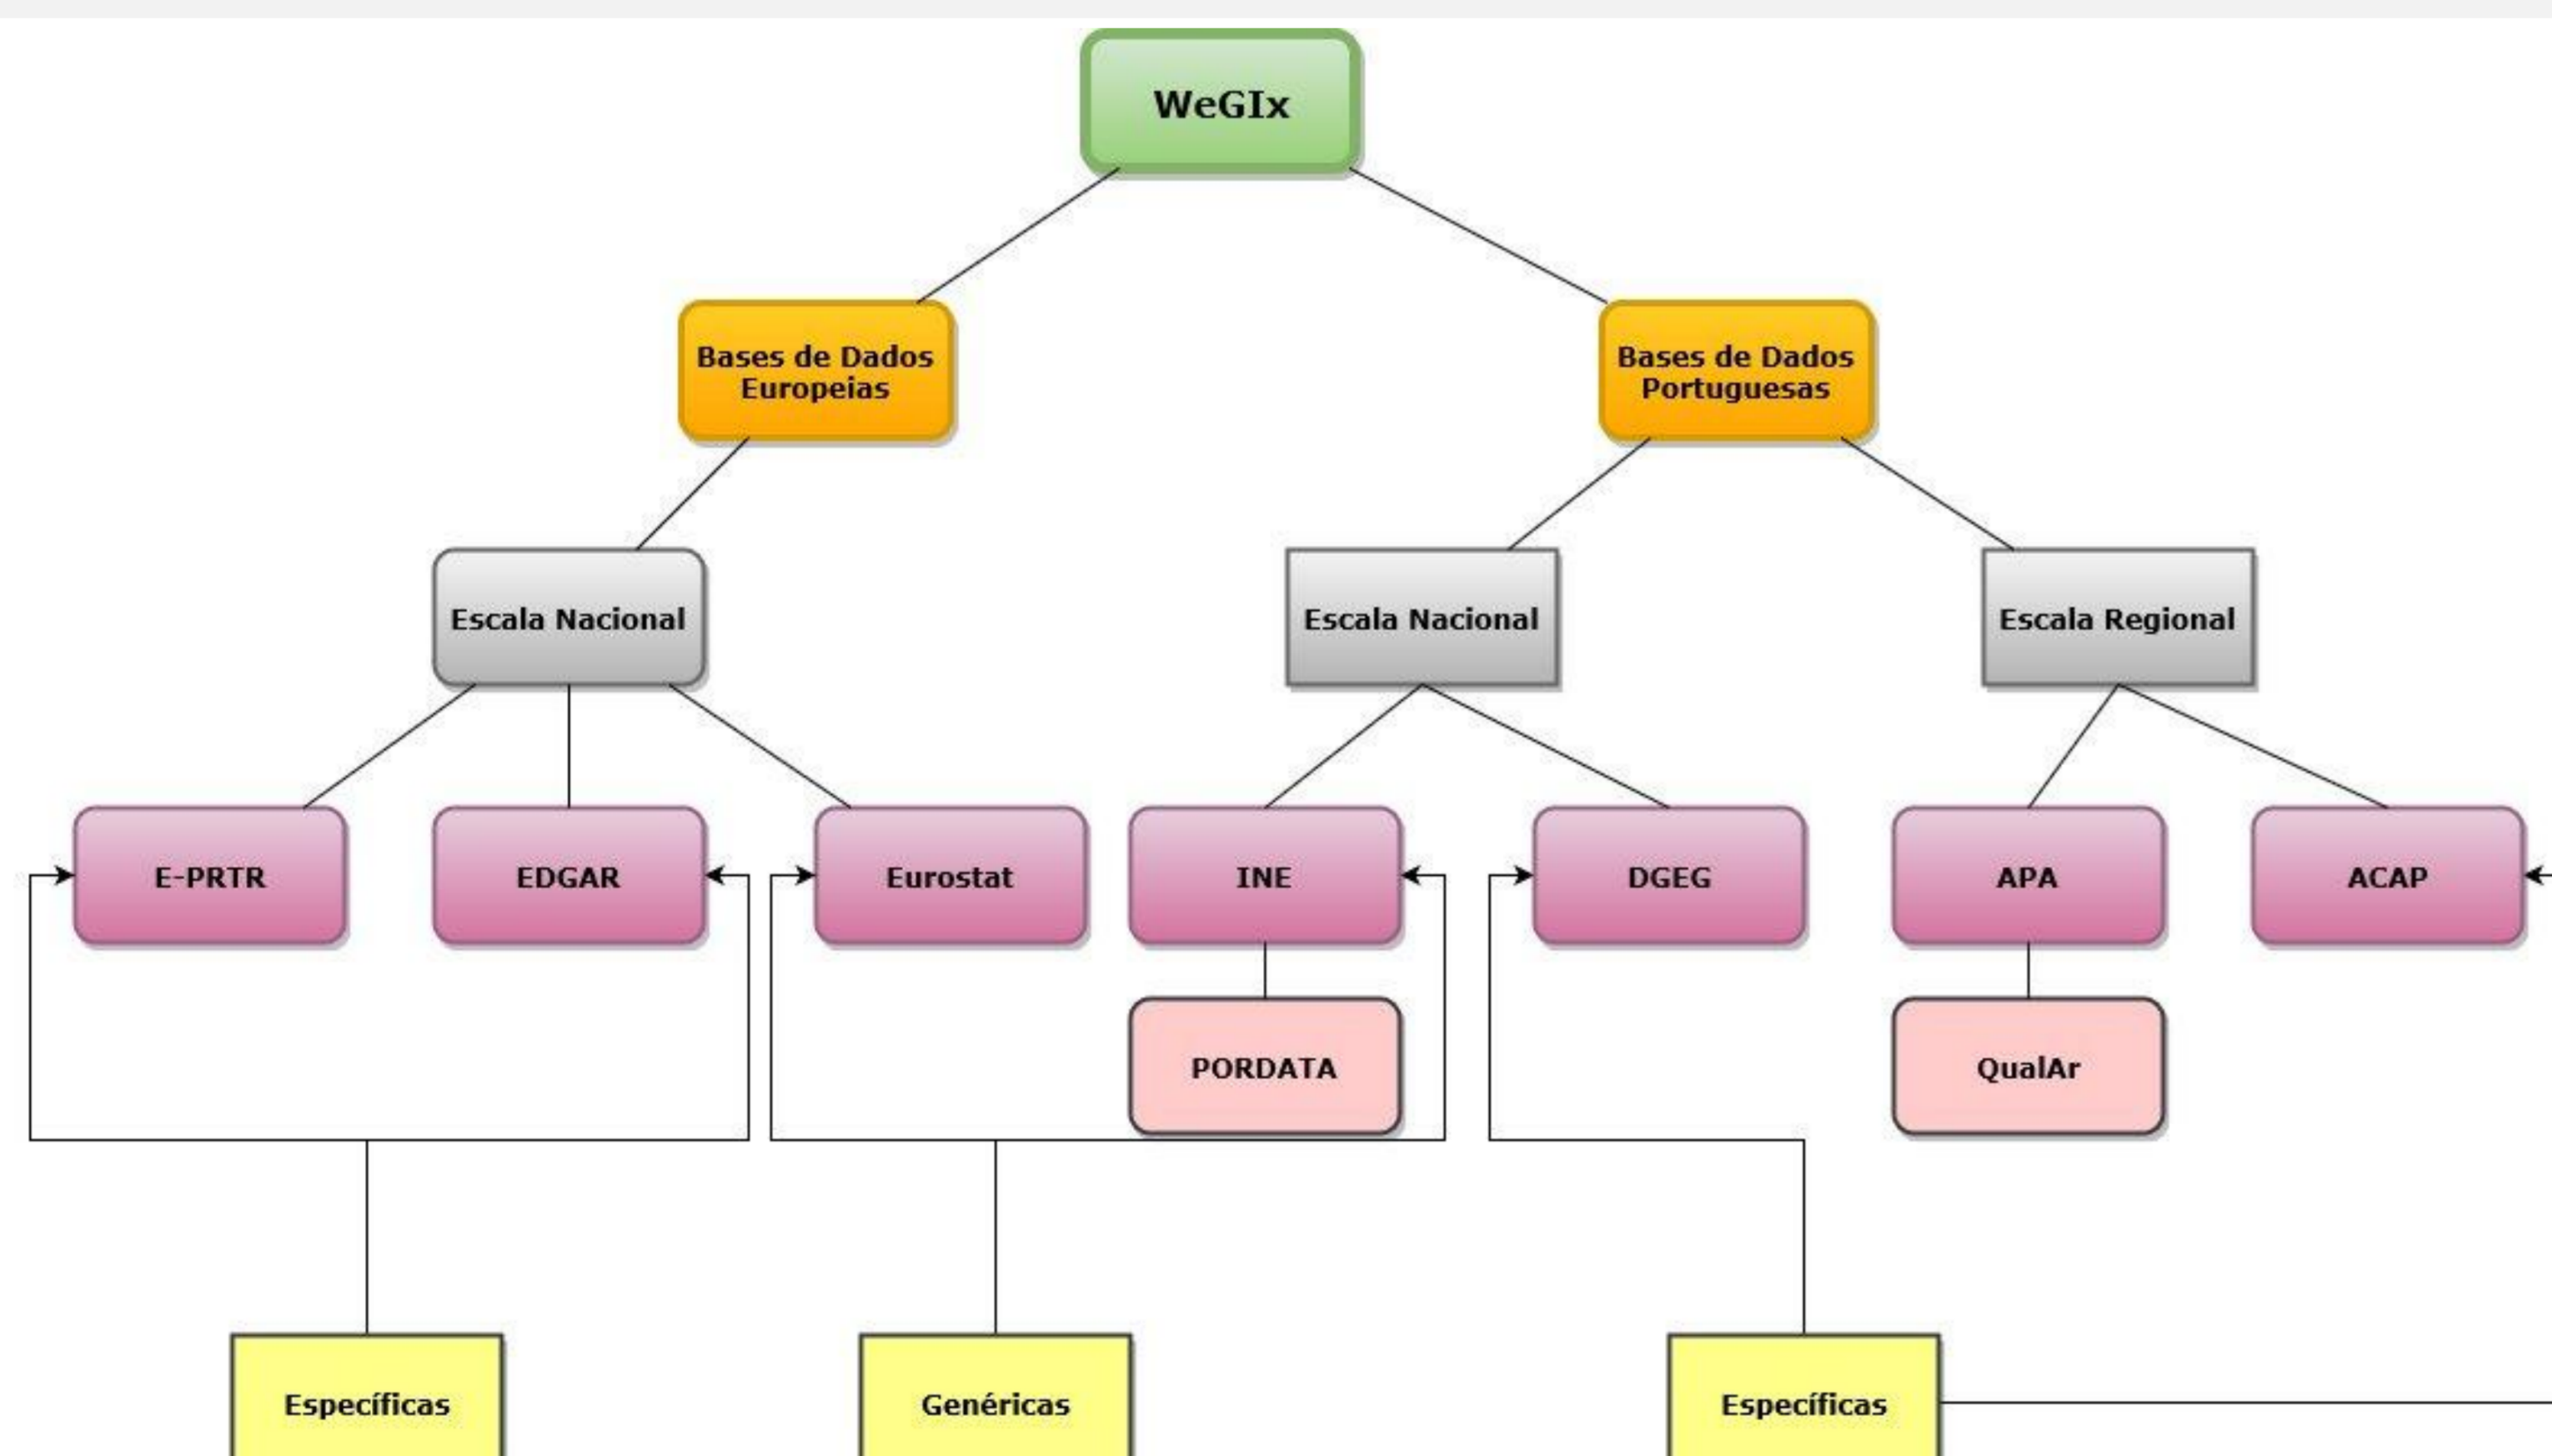 WeGIx
Bases de Dados
Europeias
Bases de Dados
Portuguesas
Escala Nacional
Escala Nacional
Escala Regional
E-PRTR
EDGAR
Eurostat
INE
DGEG
APA
ACAP
PORDATA
QualAr
Específicas
Genéricas
Específicas